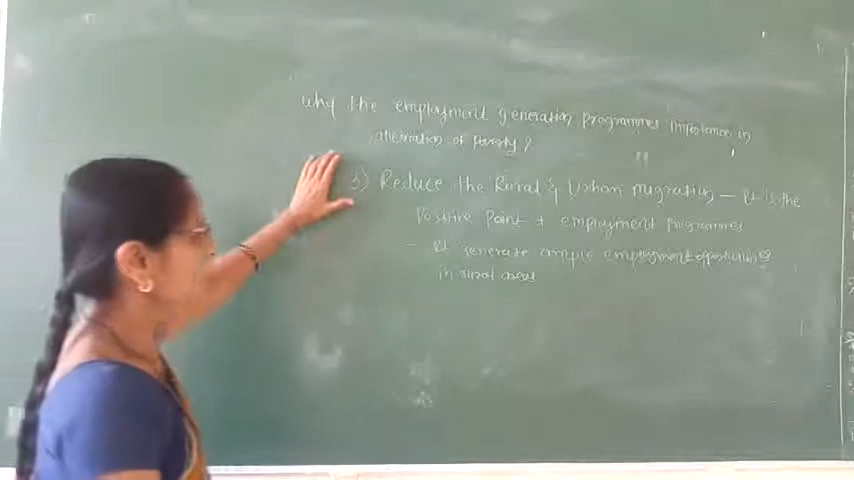 why the employment generation programmes importance in
alleviation of poverty ?
3) Reduce the Rural & Urban migration - It is the
Positive Point + employment programmes
- It generate ample employment opportunities
in rural areas